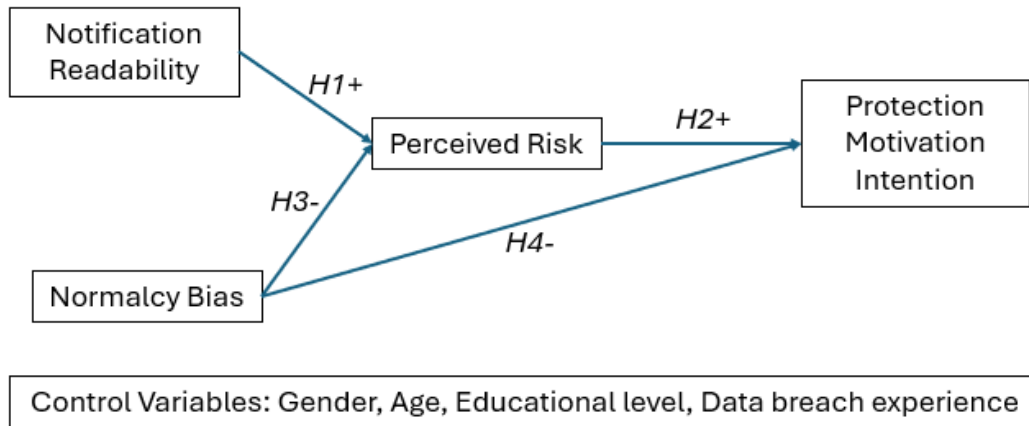 Notification
Readability
H1+
Perceived Risk
H2+
Protection
Motivation
Intention
H3-
H4-
Normalcy Bias
Control Variables: Gender, Age, Educational level, Data breach experience